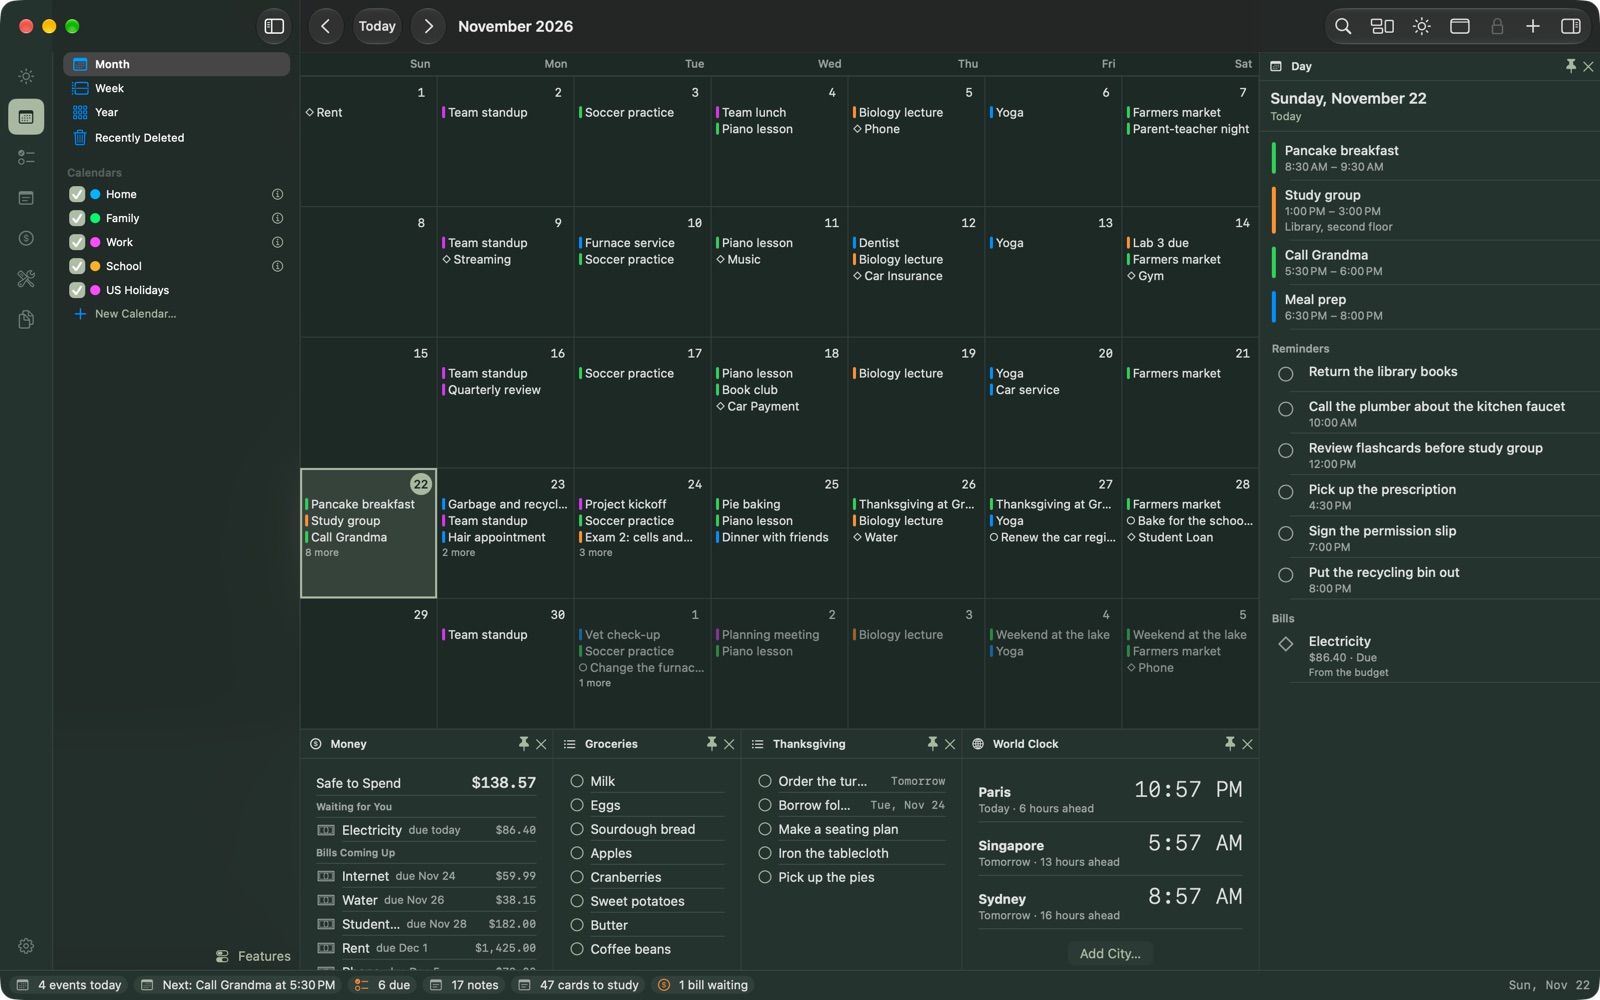 Today
November 2026
Month
Week
Year
Recently Deleted
Calendars
Home
Family
Work
School
US Holidays
New Calendar...
Features
Sun Mon Tue Wed Thu Fri Sat
1
Rent
2
Team standup
3
Soccer practice
4
Team lunch
Piano lesson
5
Biology lecture
Phone
6
Yoga
7
Farmers market
Parent-teacher night
8
9
Team standup
Streaming
10
Furnace service
Soccer practice
11
Piano lesson
Music
12
Dentist
Biology lecture
Car Insurance
13
Yoga
14
Lab 3 due
Farmers market
Gym
15
16
Team standup
Quarterly review
17
Soccer practice
18
Piano lesson
Book club
Car Payment
19
Biology lecture
20
Yoga
Car service
21
Farmers market
22
Pancake breakfast
Study group
Call Grandma
8 more
23
Garbage and recycl...
Team standup
Hair appointment
2 more
24
Project kickoff
Soccer practice
Exam 2: cells and...
3 more
25
Pie baking
Piano lesson
Dinner with friends
26
Thanksgiving at Gr...
Biology lecture
Water
27
Thanksgiving at Gr...
Yoga
Renew the car regi...
28
Farmers market
Bake for the schoo...
Student Loan
29
30
Team standup
1
Vet check-up
Soccer practice
Change the furnac...
1 more
2
Planning meeting
Piano lesson
3
Biology lecture
4
Weekend at the lake
Yoga
5
Weekend at the lake
Farmers market
Phone
Day
Sunday, November 22
Today
Pancake breakfast
8:30 AM – 9:30 AM
Study group
1:00 PM – 3:00 PM
Library, second floor
Call Grandma
5:30 PM – 6:00 PM
Meal prep
6:30 PM – 8:00 PM
Reminders
Return the library books
Call the plumber about the kitchen faucet
10:00 AM
Review flashcards before study group
12:00 PM
Pick up the prescription
4:30 PM
Sign the permission slip
7:00 PM
Put the recycling bin out
8:00 PM
Bills
Electricity
$86.40 · Due
From the budget
Money
Safe to Spend $138.57
Waiting for You
Electricity due today $86.40
Bills Coming Up
Internet due Nov 24 $59.99
Water due Nov 26 $38.15
Student... due Nov 28 $182.00
Rent due Dec 1 $1,425.00
Groceries
Milk
Eggs
Sourdough bread
Apples
Cranberries
Sweet potatoes
Butter
Coffee beans
Thanksgiving
Order the tur... Tomorrow
Borrow fol... Tue, Nov 24
Make a seating plan
Iron the tablecloth
Pick up the pies
World Clock
Paris 10:57 PM
Today · 6 hours ahead
Singapore 5:57 AM
Tomorrow · 13 hours ahead
Sydney 8:57 AM
Tomorrow · 16 hours ahead
Add City...
4 events today
Next: Call Grandma at 5:30 PM
6 due
17 notes
47 cards to study
1 bill waiting
Sun, Nov 22